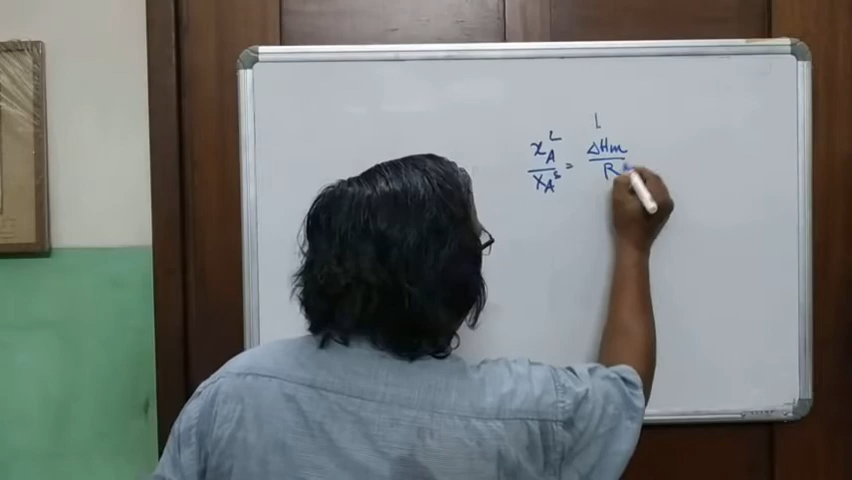 x_A^L / x_A^s = ΔHm / R